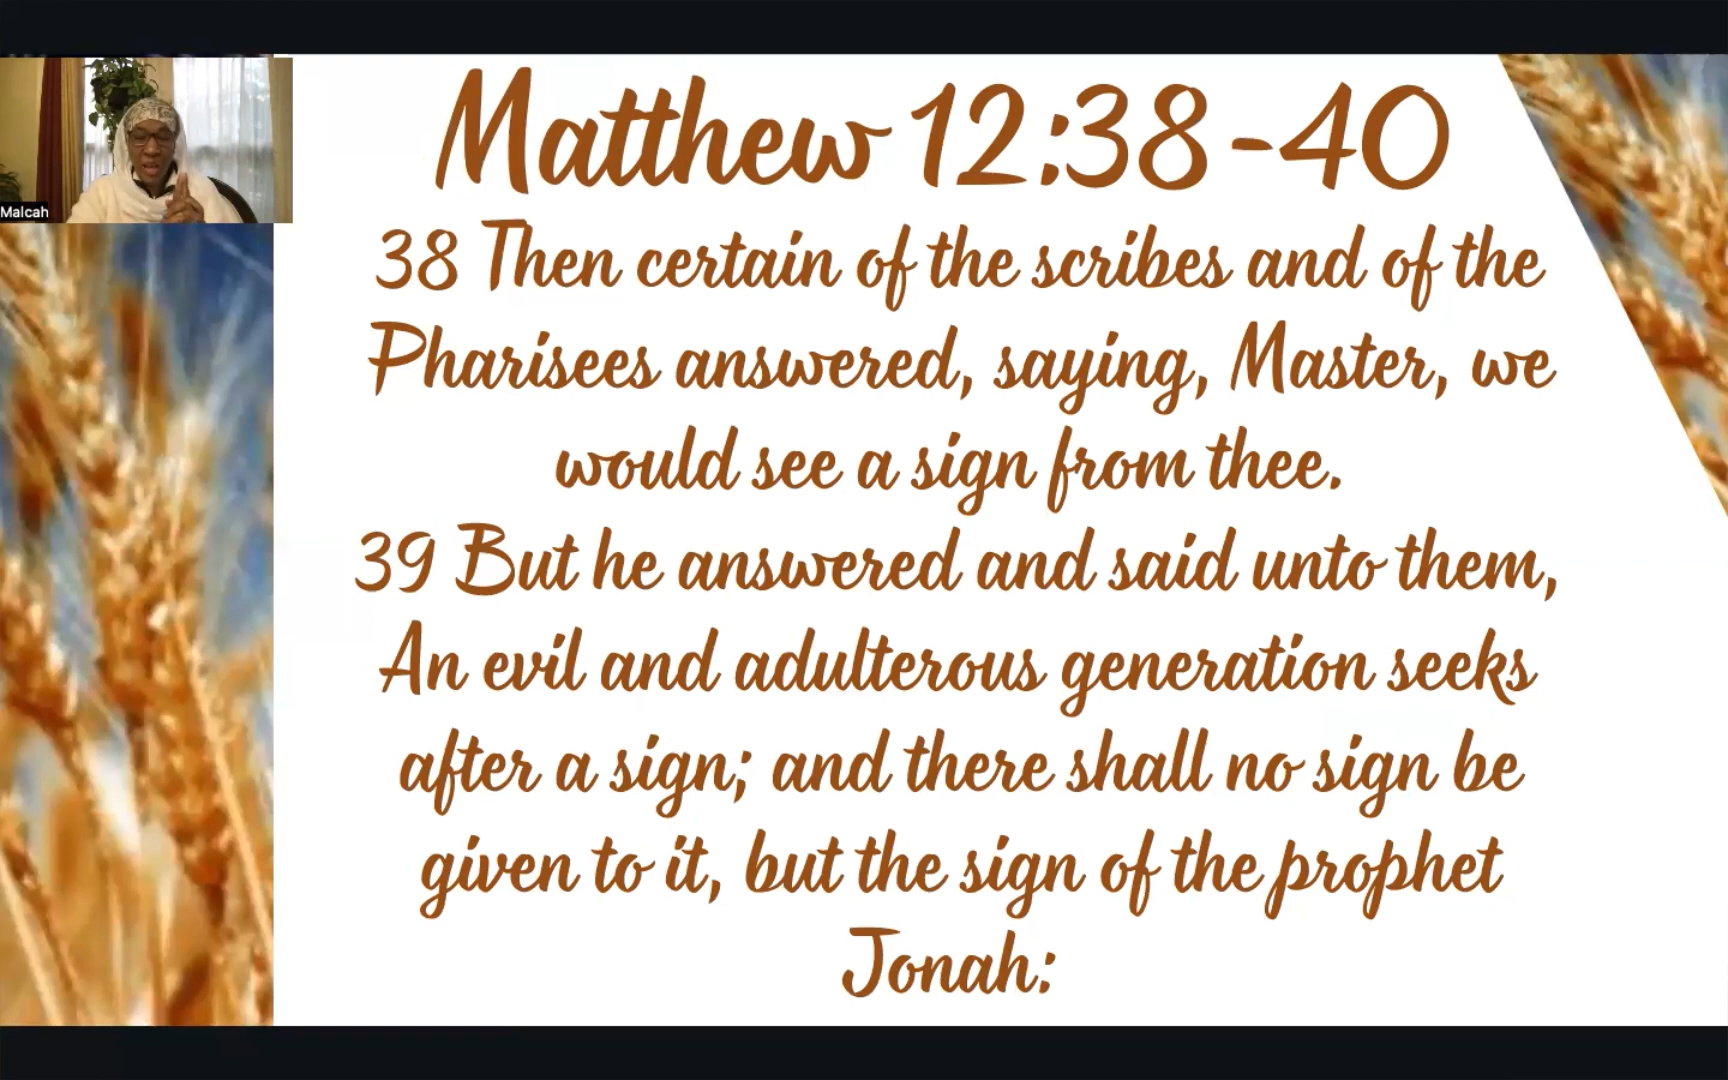 Malcah
Matthew 12:38-40
38 Then certain of the scribes and of the
Pharisees answered, saying, Master, we
would see a sign from thee.
39 But he answered and said unto them,
An evil and adulterous generation seeks
after a sign; and there shall no sign be
given to it, but the sign of the prophet
Jonah: